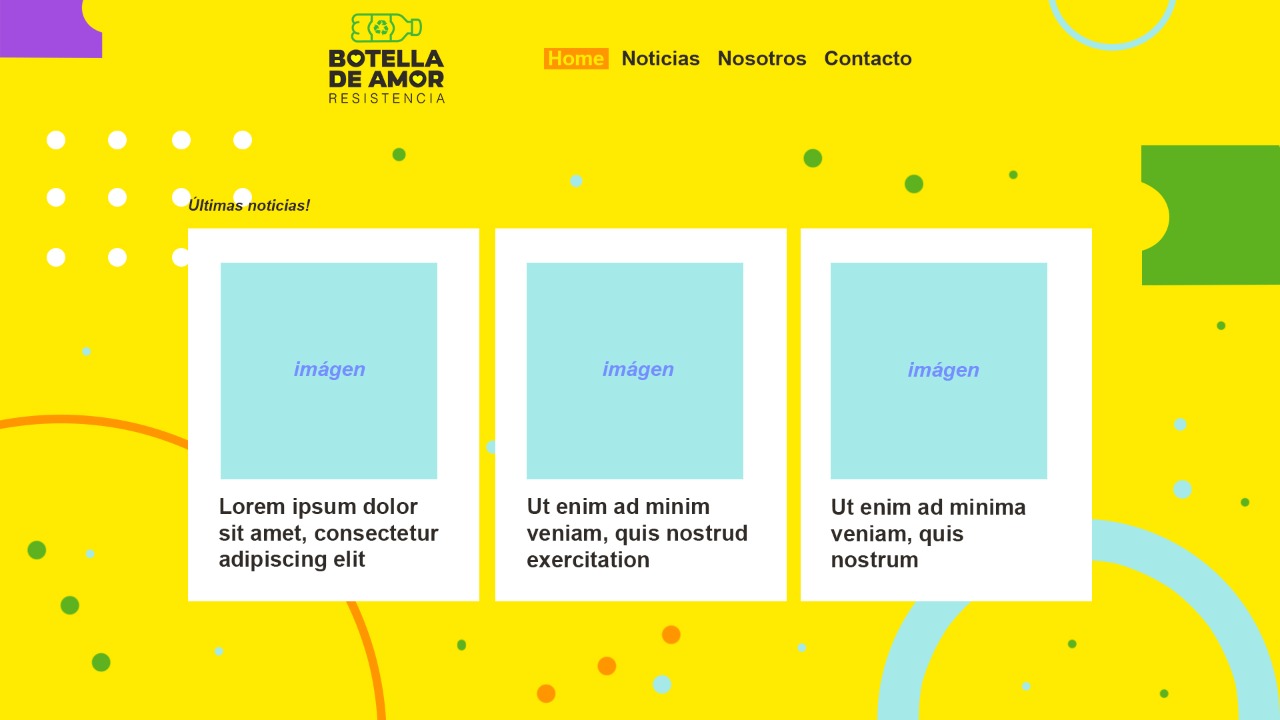 BOTELLA
DE AMOR
RESISTENCIA
Home Noticias Nosotros Contacto
Últimas noticias!
imágen
Lorem ipsum dolor
sit amet, consectetur
adipiscing elit
imágen
Ut enim ad minim
veniam, quis nostrud
exercitation
imágen
Ut enim ad minima
veniam, quis
nostrum